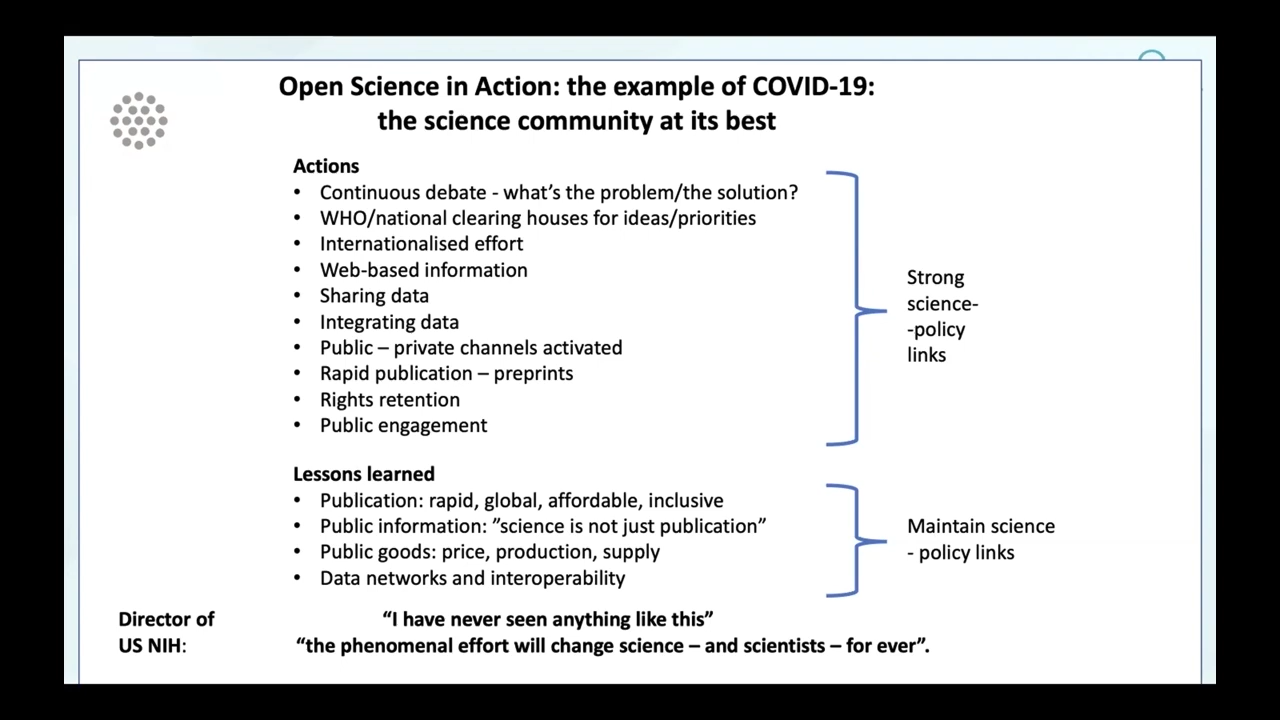 Open Science in Action: the example of COVID-19:
the science community at its best
Actions
• Continuous debate - what’s the problem/the solution?
• WHO/national clearing houses for ideas/priorities
• Internationalised effort
• Web-based information
• Sharing data
• Integrating data
• Public – private channels activated
• Rapid publication – preprints
• Rights retention
• Public engagement
Strong
science-
-policy
links
Lessons learned
• Publication: rapid, global, affordable, inclusive
• Public information: ”science is not just publication”
• Public goods: price, production, supply
• Data networks and interoperability
Maintain science
- policy links
Director of “I have never seen anything like this”
US NIH: “the phenomenal effort will change science – and scientists – for ever”.